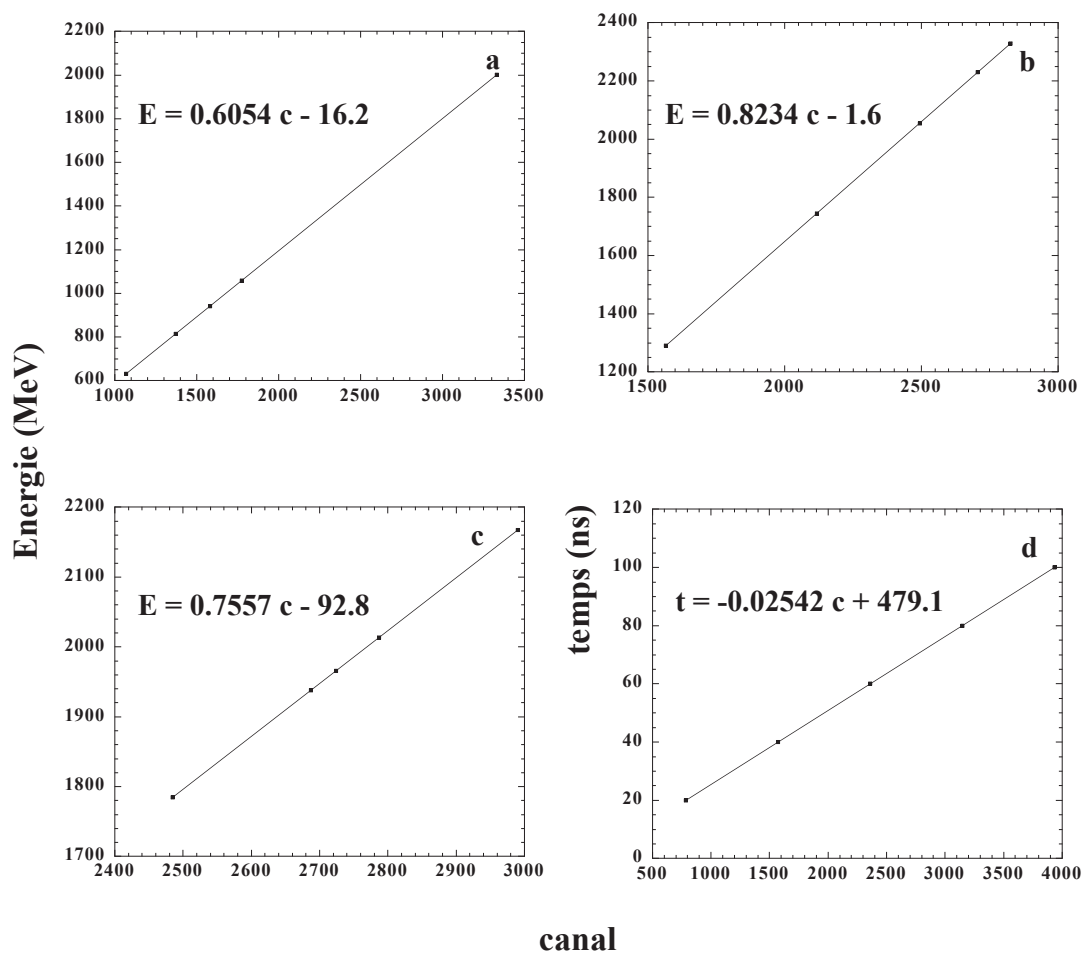 2200
2000
1800
1600
1400
1200
1000
800
600
1000 1500 2000 2500 3000 3500
a
E = 0.6054 c - 16.2
2400
2200
2000
1800
1600
1400
1200
1500 2000 2500 3000
b
E = 0.8234 c - 1.6
Energie (MeV)
2200
2100
2000
1900
1800
1700
2400 2500 2600 2700 2800 2900 3000
c
E = 0.7557 c - 92.8
temps (ns)
120
100
80
60
40
20
0
500 1000 1500 2000 2500 3000 3500 4000
d
t = -0.02542 c + 479.1
canal